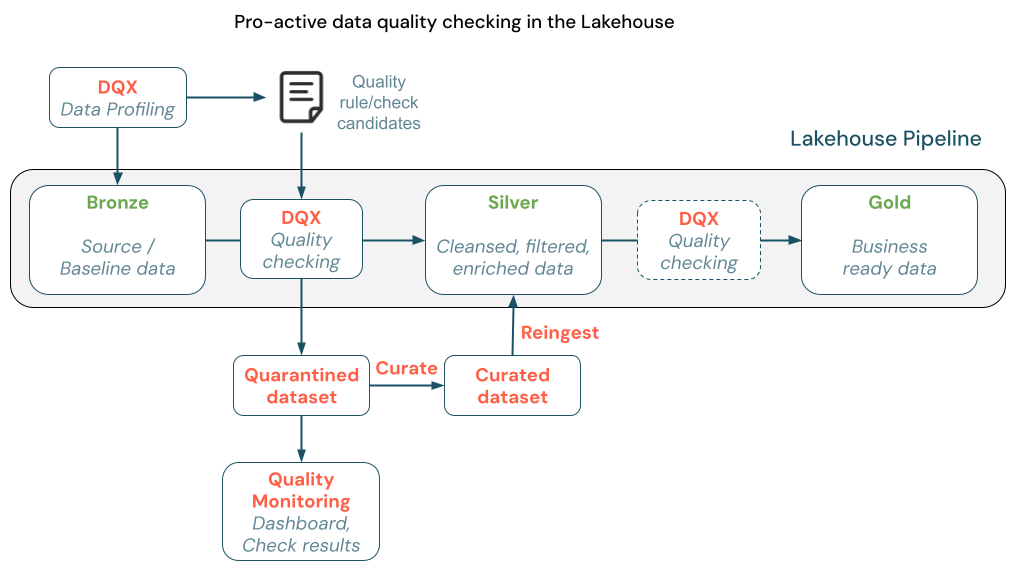 Pro-active data quality checking in the Lakehouse
DQX
Data Profiling
Quality
rule/check
candidates
Lakehouse Pipeline
Bronze
Source /
Baseline data
DQX
Quality
checking
Silver
Cleansed, filtered,
enriched data
DQX
Quality
checking
Gold
Business
ready data
Reingest
Quarantined
dataset
Curate
Curated
dataset
Quality
Monitoring
Dashboard,
Check results